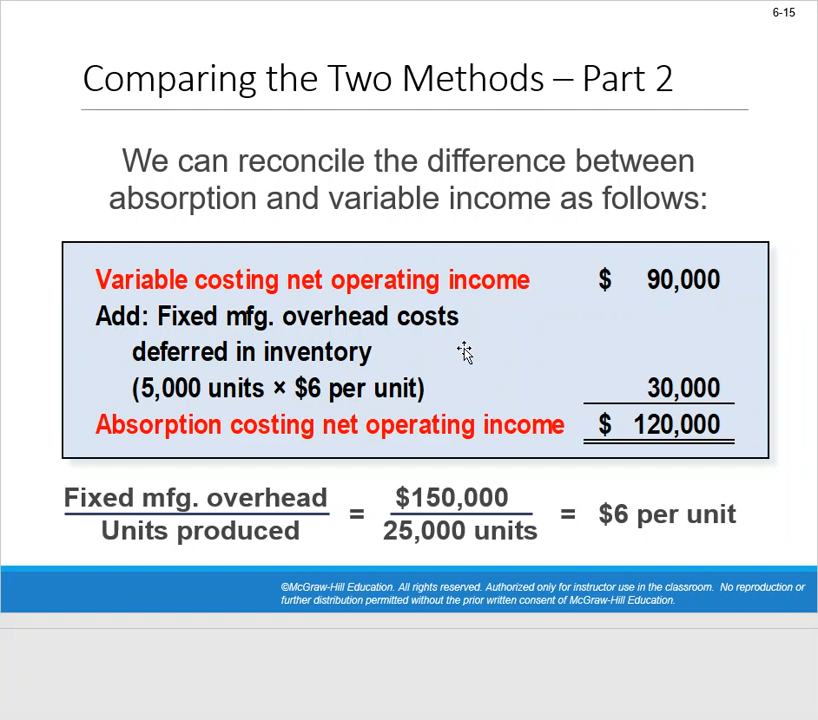 6-15
Comparing the Two Methods – Part 2
We can reconcile the difference between
absorption and variable income as follows:
Variable costing net operating income $ 90,000
Add: Fixed mfg. overhead costs
deferred in inventory
(5,000 units × $6 per unit) 30,000
Absorption costing net operating income $ 120,000
Fixed mfg. overhead
Units produced
=
$150,000
25,000 units
= $6 per unit
©McGraw-Hill Education. All rights reserved. Authorized only for instructor use in the classroom. No reproduction or
further distribution permitted without the prior written consent of McGraw-Hill Education.